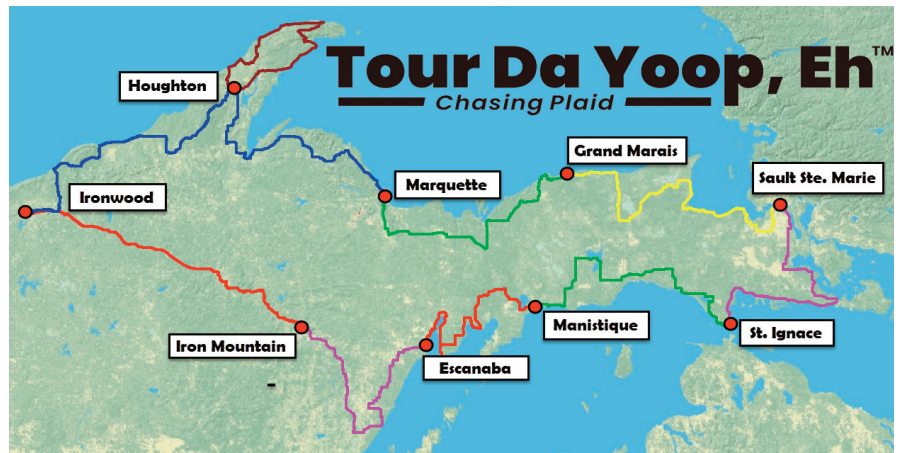 Tour Da Yoop, Eh™
Chasing Plaid
Houghton
Grand Marais
Sault Ste. Marie
Marquette
Ironwood
Manistique
St. Ignace
Iron Mountain
Escanaba